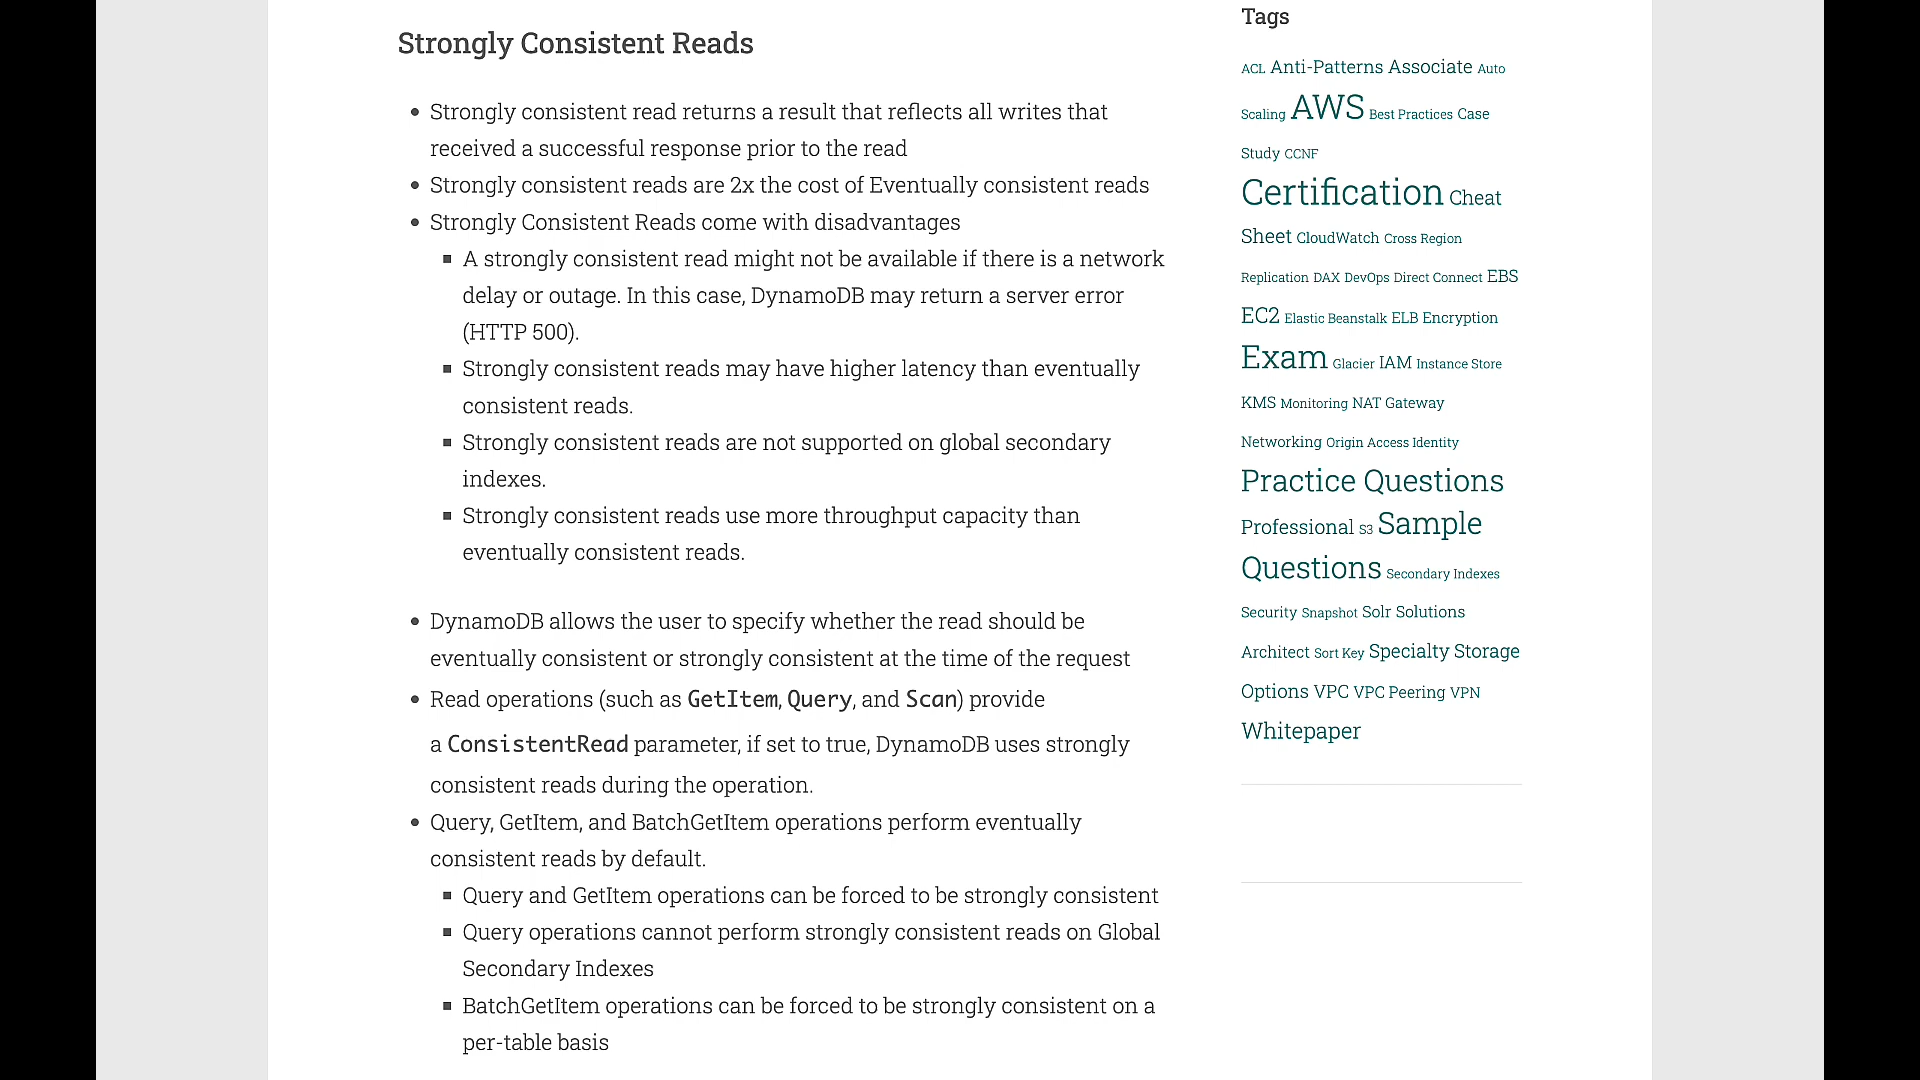 Strongly Consistent Reads
Strongly consistent read returns a result that reflects all writes that
received a successful response prior to the read
Strongly consistent reads are 2x the cost of Eventually consistent reads
Strongly Consistent Reads come with disadvantages
A strongly consistent read might not be available if there is a network
delay or outage. In this case, DynamoDB may return a server error
(HTTP 500).
Strongly consistent reads may have higher latency than eventually
consistent reads.
Strongly consistent reads are not supported on global secondary
indexes.
Strongly consistent reads use more throughput capacity than
eventually consistent reads.
DynamoDB allows the user to specify whether the read should be
eventually consistent or strongly consistent at the time of the request
Read operations (such as GetItem, Query, and Scan) provide
a ConsistentRead parameter, if set to true, DynamoDB uses strongly
consistent reads during the operation.
Query, GetItem, and BatchGetItem operations perform eventually
consistent reads by default.
Query and GetItem operations can be forced to be strongly consistent
Query operations cannot perform strongly consistent reads on Global
Secondary Indexes
BatchGetItem operations can be forced to be strongly consistent on a
per-table basis
Tags
ACL Anti-Patterns Associate Auto
Scaling AWS Best Practices Case
Study CCNF
Certification Cheat
Sheet CloudWatch Cross Region
Replication DAX DevOps Direct Connect EBS
EC2 Elastic Beanstalk ELB Encryption
Exam Glacier IAM Instance Store
KMS Monitoring NAT Gateway
Networking Origin Access Identity
Practice Questions
Professional S3 Sample
Questions Secondary Indexes
Security Snapshot Solr Solutions
Architect Sort Key Specialty Storage
Options VPC VPC Peering VPN
Whitepaper